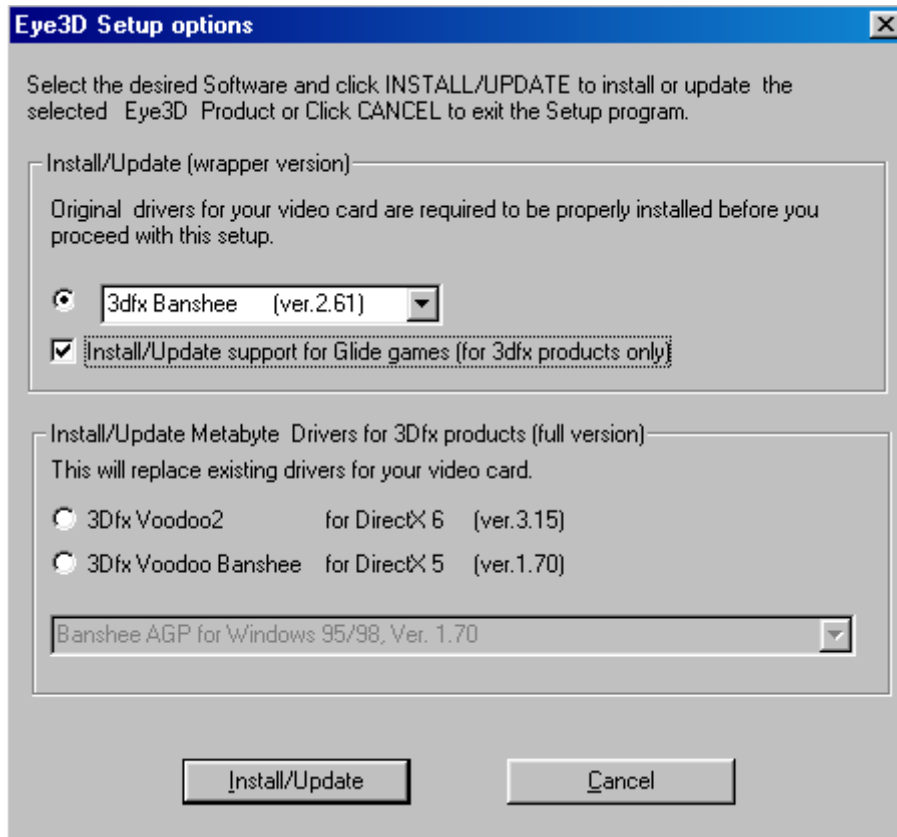 Eye3D Setup options
Select the desired Software and click INSTALL/UPDATE to install or update the
selected Eye3D Product or Click CANCEL to exit the Setup program.
Install/Update (wrapper version)
Original drivers for your video card are required to be properly installed before you
proceed with this setup.
3dfx Banshee (ver.2.61)
Install/Update support for Glide games (for 3dfx products only)
Install/Update Metabyte Drivers for 3Dfx products (full version)
This will replace existing drivers for your video card.
3Dfx Voodoo2 for DirectX 6 (ver.3.15)
3Dfx Voodoo Banshee for DirectX 5 (ver.1.70)
Banshee AGP for Windows 95/98, Ver. 1.70
Install/Update Cancel